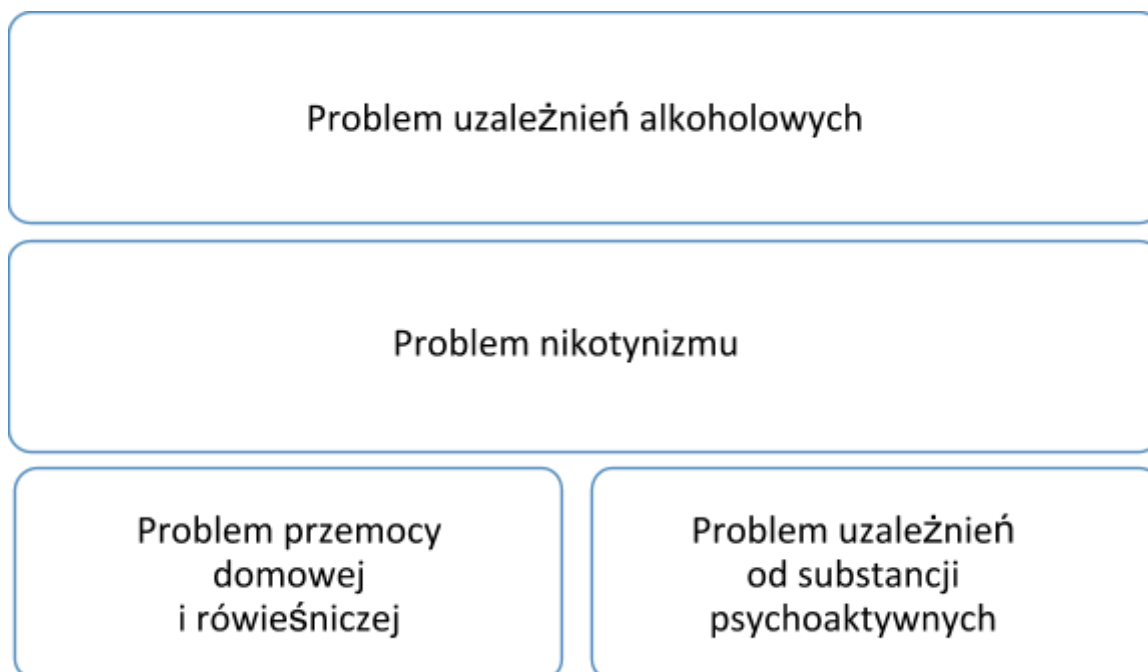 Problem uzależnień alkoholowych
Problem nikotynizmu
Problem przemocy
domowej
i rówieśniczej
Problem uzależnień
od substancji
psychoaktywnych